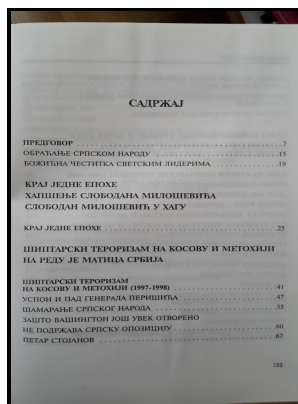 САДРЖАЈ
ПРЕДГОВОР 7
ОБРАЋАЊЕ СРПСКОМ НАРОДУ 15
БОЖИЋНА ЧЕСТИТКА СВЕТСКИМ ЛИДЕРИМА 19
КРАЈ ЈЕДНЕ ЕПОХЕ
ХАПШЕЊЕ СЛОБОДАНА МИЛОШЕВИЋА
СЛОБОДАН МИЛОШЕВИЋ У ХАГУ
КРАЈ ЈЕДНЕ ЕПОХЕ 25
ШИПТАРСКИ ТЕРОРИЗАМ НА КОСОВУ И МЕТОХИЈИ
НА РЕДУ ЈЕ МАТИЦА СРБИЈА
ШИПТАРСКИ ТЕРОРИЗАМ
НА КОСОВУ И МЕТОХИЈИ (1997-1998) 41
УСПОН И ПАД ГЕНЕРАЛА ПЕРИШИЋА 47
ШАМАРАЊЕ СРПСКОГ НАРОДА 55
ЗАШТО ВАШИНГТОН ЈОШ УВЕК ОТВОРЕНО
НЕ ПОДРЖАВА СРПСКУ ОПОЗИЦИЈУ 60
ПЕТАР СТОЈАНОВ 67